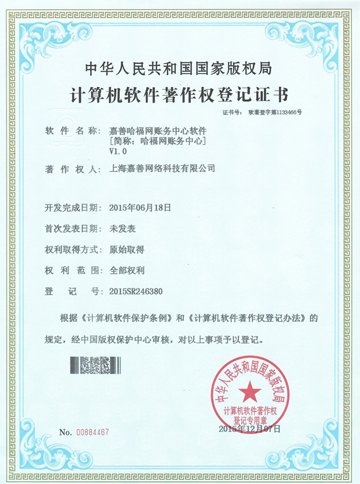 中华人民共和国国家版权局
计算机软件著作权登记证书
证书号： 软著登字第1133466号
软件名称： 嘉善哈福网账务中心软件
[简称：哈福网账务中心]
V1.0
著作权人： 上海嘉善网络科技有限公司
开发完成日期： 2015年06月18日
首次发表日期： 未发表
权利取得方式： 原始取得
权利范围： 全部权利
登记号： 2015SR246380
根据《计算机软件保护条例》和《计算机软件著作权登记办法》的
规定，经中国版权保护中心审核，对以上事项予以登记。
中华人民共和国国家版权局
计算机软件著作权
登记专用章
No. 00884467
2015年12月07日